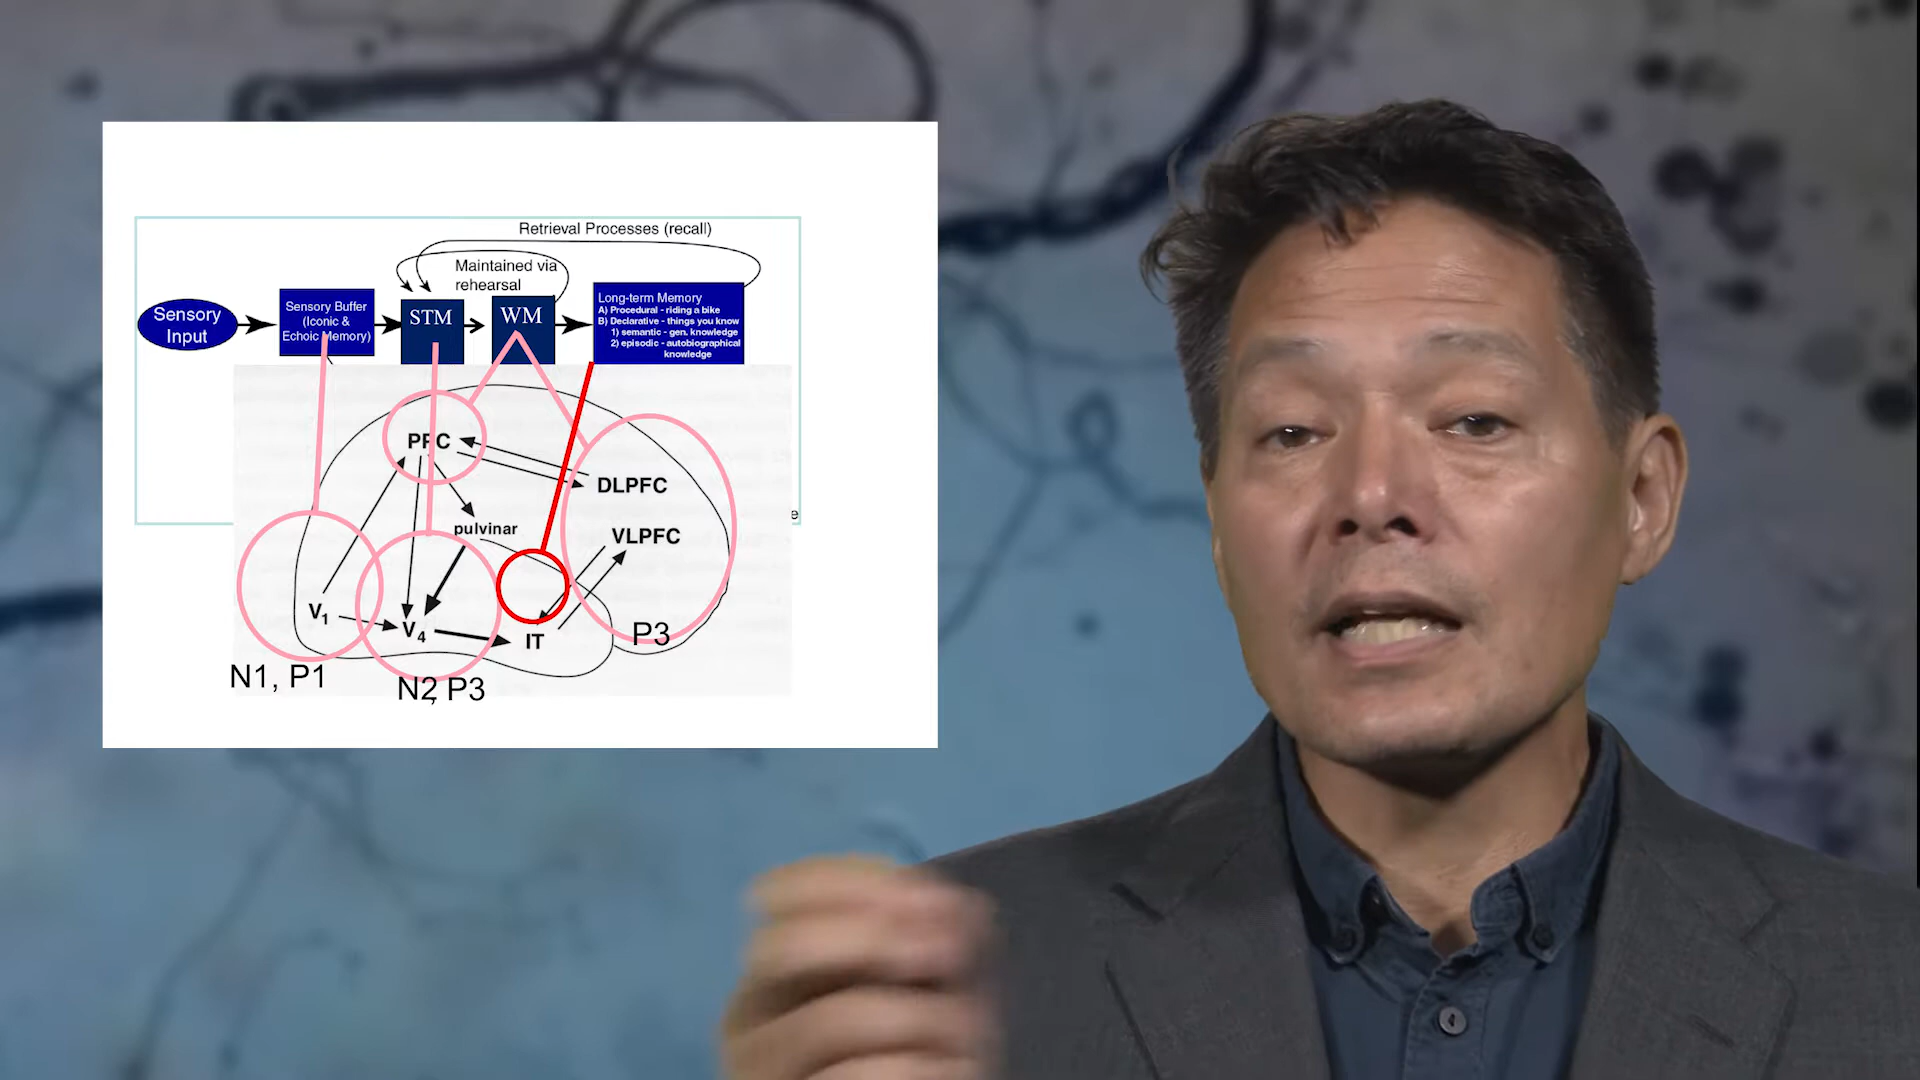 Retrieval Processes (recall)
Maintained via
rehearsal
Sensory
Input
Sensory Buffer
(Iconic &
Echoic Memory)
STM
WM
Long-term Memory
A) Procedural - riding a bike
B) Declarative - things you know
1) semantic - gen. knowledge
2) episodic - autobiographical
knowledge
PFC
DLPFC
e
pulvinar
VLPFC
V1
V4
IT
P3
N1, P1
N2, P3